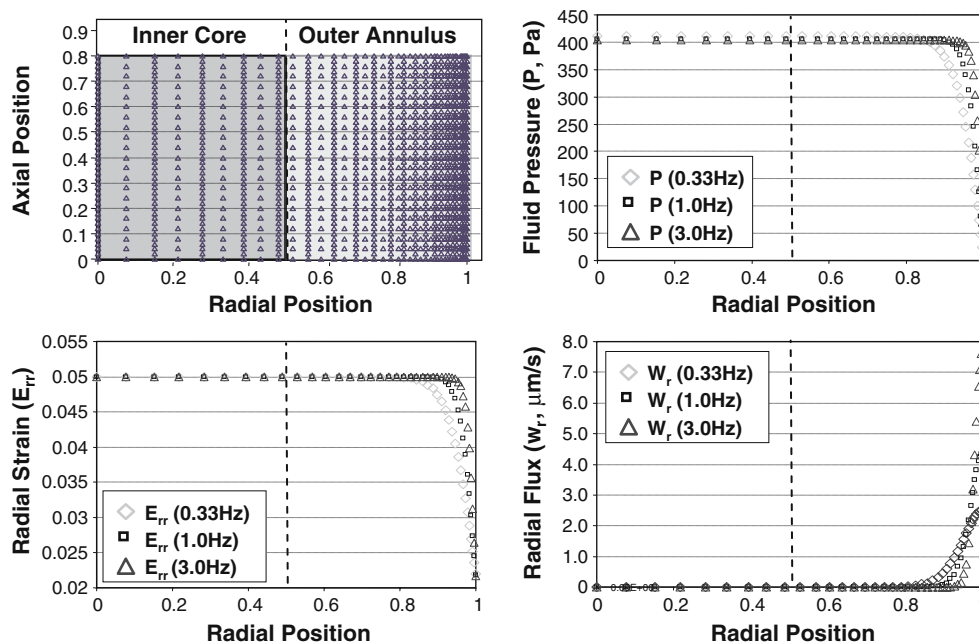 Inner Core
Outer Annulus
Axial Position
0.9
0.8
0.7
0.6
0.5
0.4
0.3
0.2
0.1
0
0 0.2 0.4 0.6 0.8 1
Radial Position
Fluid Pressure (P, Pa)
450
400
350
300
250
200
150
100
50
0
P (0.33Hz)
P (1.0Hz)
P (3.0Hz)
0 0.2 0.4 0.6 0.8
Radial Position
Radial Strain (Err)
0.055
0.050
0.045
0.040
0.035
0.03
0.025
0.02
Err (0.33Hz)
Err (1.0Hz)
Err (3.0Hz)
0 0.2 0.4 0.6 0.8 1
Radial Position
Radial Flux (wr, μm/s)
8.0
7.0
6.0
5.0
4.0
3.0
2.0
1.0
0
Wr (0.33Hz)
Wr (1.0Hz)
Wr (3.0Hz)
0 0.2 0.4 0.6 0.8
Radial Position